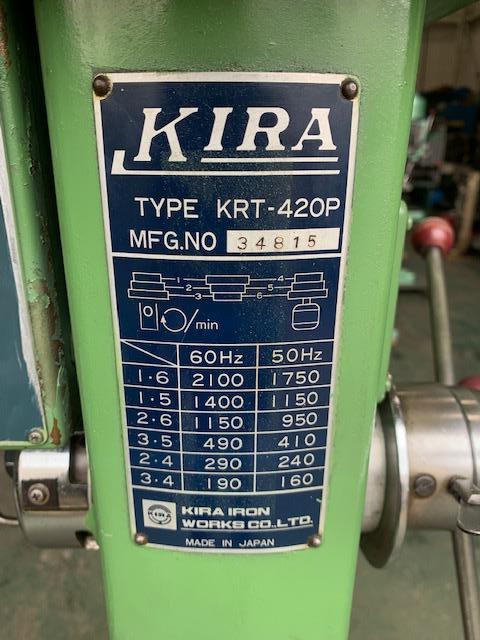 KIRA
TYPE KRT-420P
MFG.NO 34815
1 4
2 5
3 6
0 /min
60Hz 50Hz
1·6 2100 1750
1·5 1400 1150
2·6 1150 950
3·5 490 410
2·4 290 240
3·4 190 160
KIRA KIRA IRON
WORKS CO.,LTD.
MADE IN JAPAN